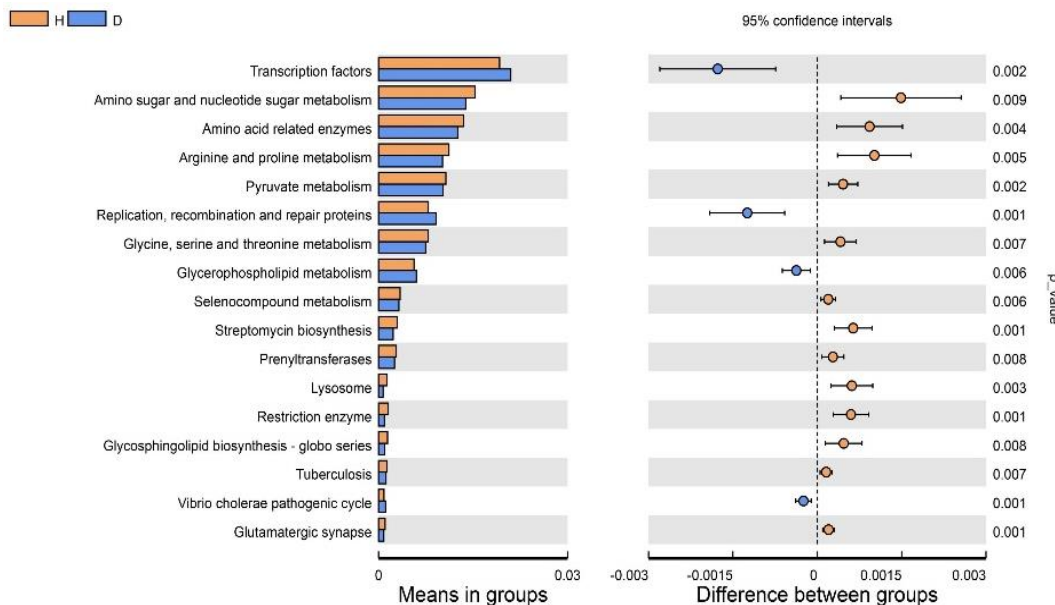 H D
95% confidence intervals
Transcription factors 0.002
Amino sugar and nucleotide sugar metabolism 0.009
Amino acid related enzymes 0.004
Arginine and proline metabolism 0.005
Pyruvate metabolism 0.002
Replication, recombination and repair proteins 0.001
Glycine, serine and threonine metabolism 0.007
Glycerophospholipid metabolism 0.006
Selenocompound metabolism 0.006
Streptomycin biosynthesis 0.001
Prenyltransferases 0.008
Lysosome 0.003
Restriction enzyme 0.001
Glycosphingolipid biosynthesis - globo series 0.008
Tuberculosis 0.007
Vibrio cholerae pathogenic cycle 0.001
Glutamatergic synapse 0.001
p_value
0 0.03 -0.003 -0.0015 0 0.0015 0.003
Means in groups Difference between groups